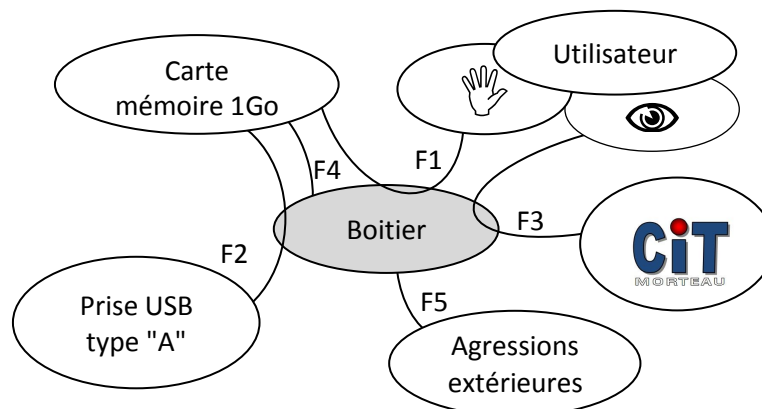 Carte
mémoire 1Go
Utilisateur
F4
F1
Boitier
F3
CiT
MORTEAU
F2
Prise USB
type "A"
F5
Agressions
extérieures